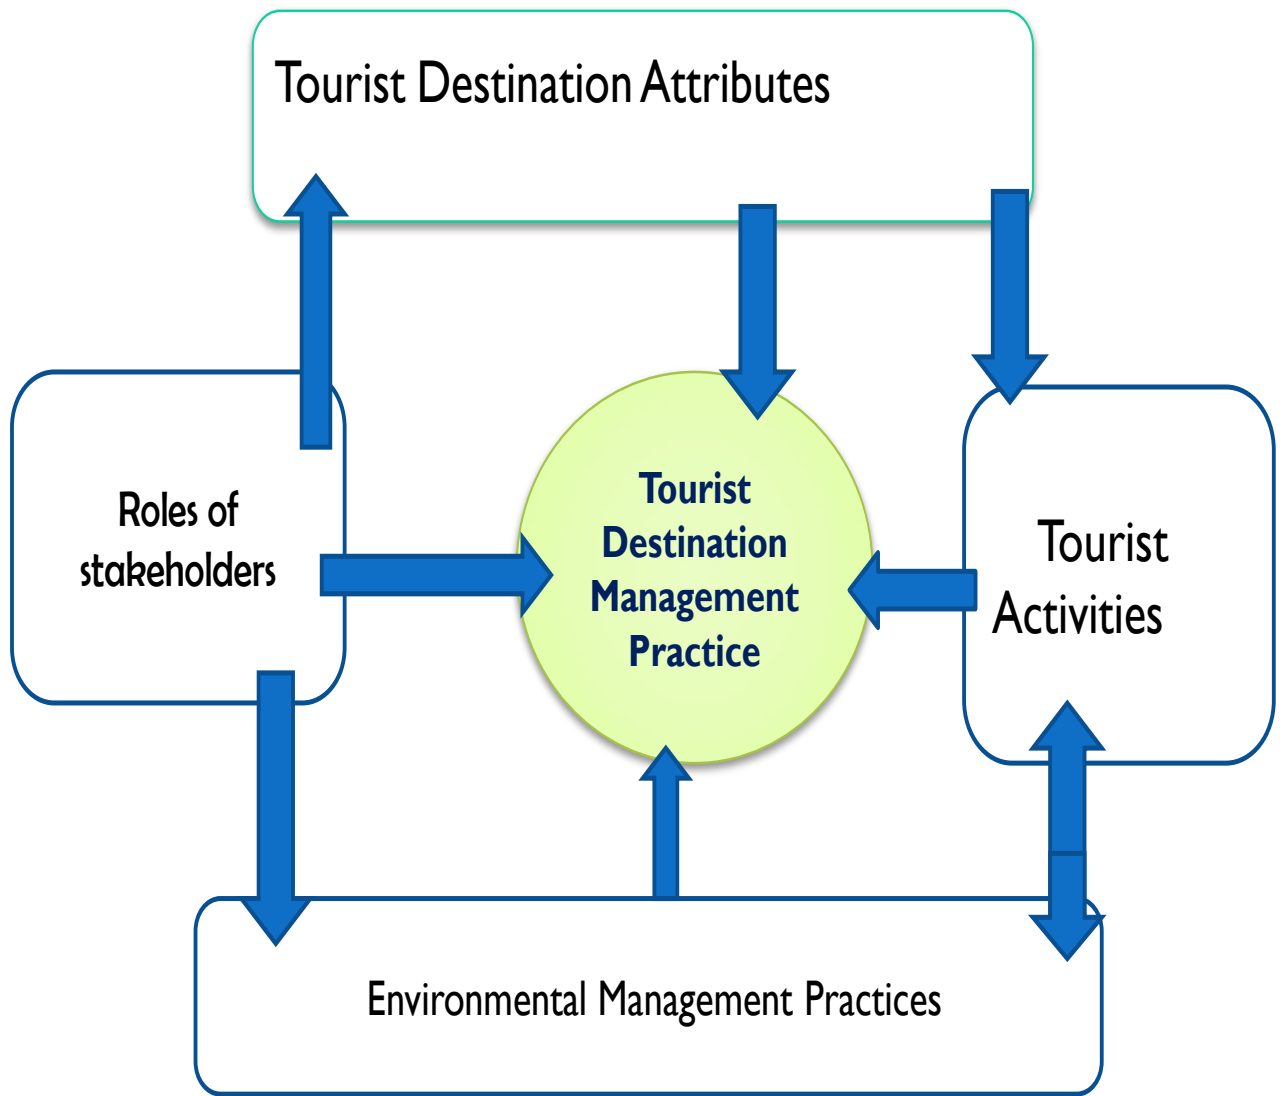 Tourist Destination Attributes
Roles of
stakeholders
Tourist
Destination
Management
Practice
Tourist
Activities
Environmental Management Practices